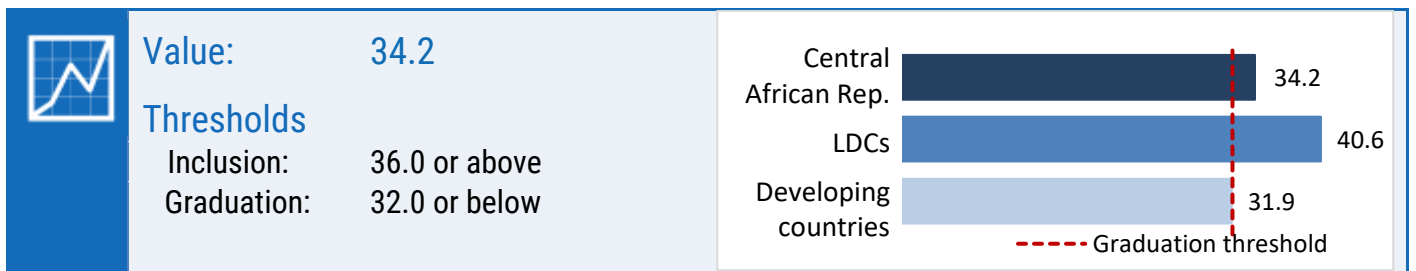 Value: 34.2
Thresholds
Inclusion: 36.0 or above
Graduation: 32.0 or below
Central
African Rep.
34.2
LDCs
40.6
Developing
countries
31.9
Graduation threshold